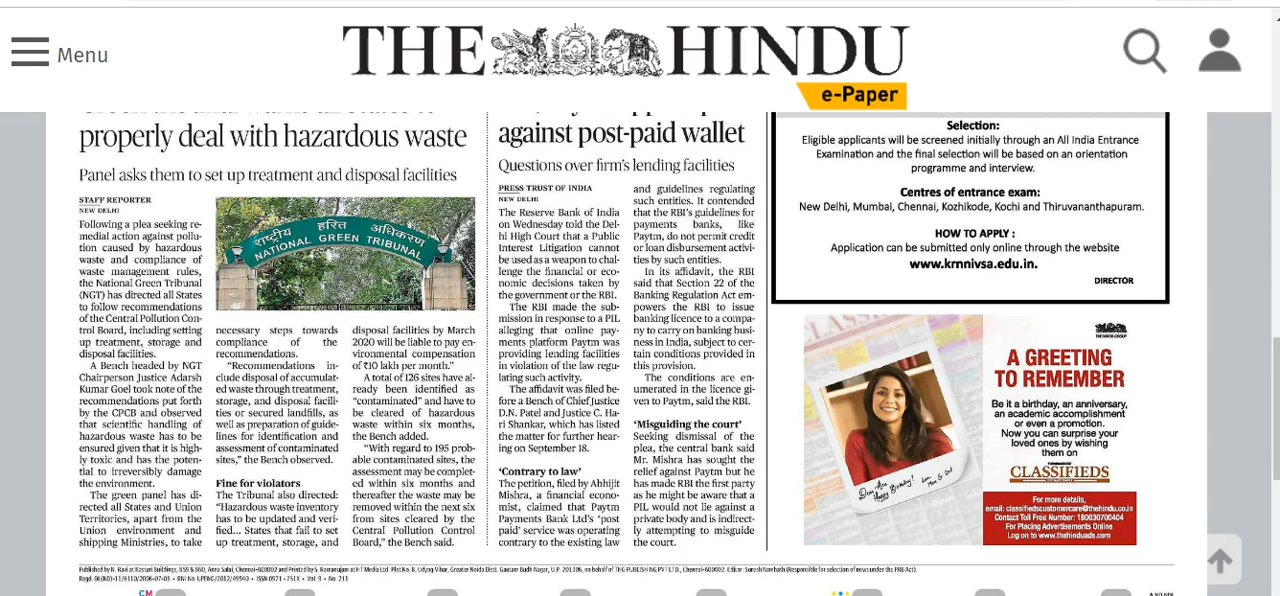 Menu
THE HINDU
e-Paper
properly deal with hazardous waste
Panel asks them to set up treatment and disposal facilities
STAFF REPORTER
NEW DELHI
Following a plea seeking re-
medial action against pollu-
tion caused by hazardous
waste and compliance of
waste management rules,
the National Green Tribunal
(NGT) has directed all States
to follow recommendations
of the Central Pollution Con-
trol Board, including setting
up treatment, storage and
disposal facilities.
A Bench headed by NGT
Chairperson Justice Adarsh
Kumar Goel took note of the
recommendations put forth
by the CPCB and observed
that scientific handling of
hazardous waste has to be
ensured given that it is high-
ly toxic and has the poten-
tial to irreversibly damage
the environment.
The green panel has di-
rected all States and Union
Territories, apart from the
Union environment and
shipping Ministries, to take
राष्ट्रीय हरित अधिकरण
NATIONAL GREEN TRIBUNAL
necessary steps towards
compliance of the
recommendations.
“Recommendations in-
clude disposal of accumulat-
ed waste through treatment,
storage, and disposal facili-
ties or secured landfills, as
well as preparation of guide-
lines for identification and
assessment of contaminated
sites,” the Bench observed.
Fine for violators
The Tribunal also directed:
“Hazardous waste inventory
has to be updated and veri-
fied... States that fail to set
up treatment, storage, and
disposal facilities by March
2020 will be liable to pay en-
vironmental compensation
of ₹10 lakh per month.”
A total of 126 sites have al-
ready been identified as
“contaminated” and have to
be cleared of hazardous
waste within six months,
the Bench added.
“With regard to 195 prob-
able contaminated sites, the
assessment may be complet-
ed within six months and
thereafter the waste may be
removed within the next six
from sites cleared by the
Central Pollution Control
Board,” the Bench said.
against post-paid wallet
Questions over firm’s lending facilities
PRESS TRUST OF INDIA
NEW DELHI
The Reserve Bank of India
on Wednesday told the Del-
hi High Court that a Public
Interest Litigation cannot
be used as a weapon to chal-
lenge the financial or eco-
nomic decisions taken by
the government or the RBI.
The RBI made the sub-
mission in response to a PIL
alleging that online pay-
ments platform Paytm was
providing lending facilities
in violation of the law regu-
lating such activity.
The affidavit was filed be-
fore a Bench of Chief Justice
D.N. Patel and Justice C. Ha-
ri Shankar, which has listed
the matter for further hear-
ing on September 18.
‘Contrary to law’
The petition, filed by Abhijit
Mishra, a financial econo-
mist, claimed that Paytm
Payments Bank Ltd’s ‘post
paid’ service was operating
contrary to the existing law
and guidelines regulating
such entities. It contended
that the RBI’s guidelines for
payments banks, like
Paytm, do not permit credit
or loan disbursement activi-
ties by such entities.
In its affidavit, the RBI
said that Section 22 of the
Banking Regulation Act em-
powers the RBI to issue
banking licence to a compa-
ny to carry on banking busi-
ness in India, subject to cer-
tain conditions provided in
this provision.
The conditions are en-
umerated in the licence giv-
en to Paytm, said the RBI.
‘Misguiding the court’
Seeking dismissal of the
plea, the central bank said
Mr. Mishra has sought the
relief against Paytm but he
has made RBI the first party
as he might be aware that a
PIL would not lie against a
private body and is indirect-
ly attempting to misguide
the court.
Selection:
Eligible applicants will be screened initially through an All India Entrance
Examination and the final selection will be based on an orientation
programme and interview.
Centres of entrance exam:
New Delhi, Mumbai, Chennai, Kozhikode, Kochi and Thiruvananthapuram.
HOW TO APPLY :
Application can be submitted only online through the website
www.krnnivsa.edu.in.
DIRECTOR
CLASSIFIEDS
Happy Birthday!
A GREETING
TO REMEMBER
Be it a birthday, an anniversary,
an academic accomplishment
or even a promotion.
Now you can surprise your
loved ones by wishing
them on
CLASSIFIEDS
For more details,
email: classifiedscustomercare@thehindu.co.in
Contact Toll Free Number: 180030700404
For Placing Advertisements Online
Log on to www.thehinduads.com
CM